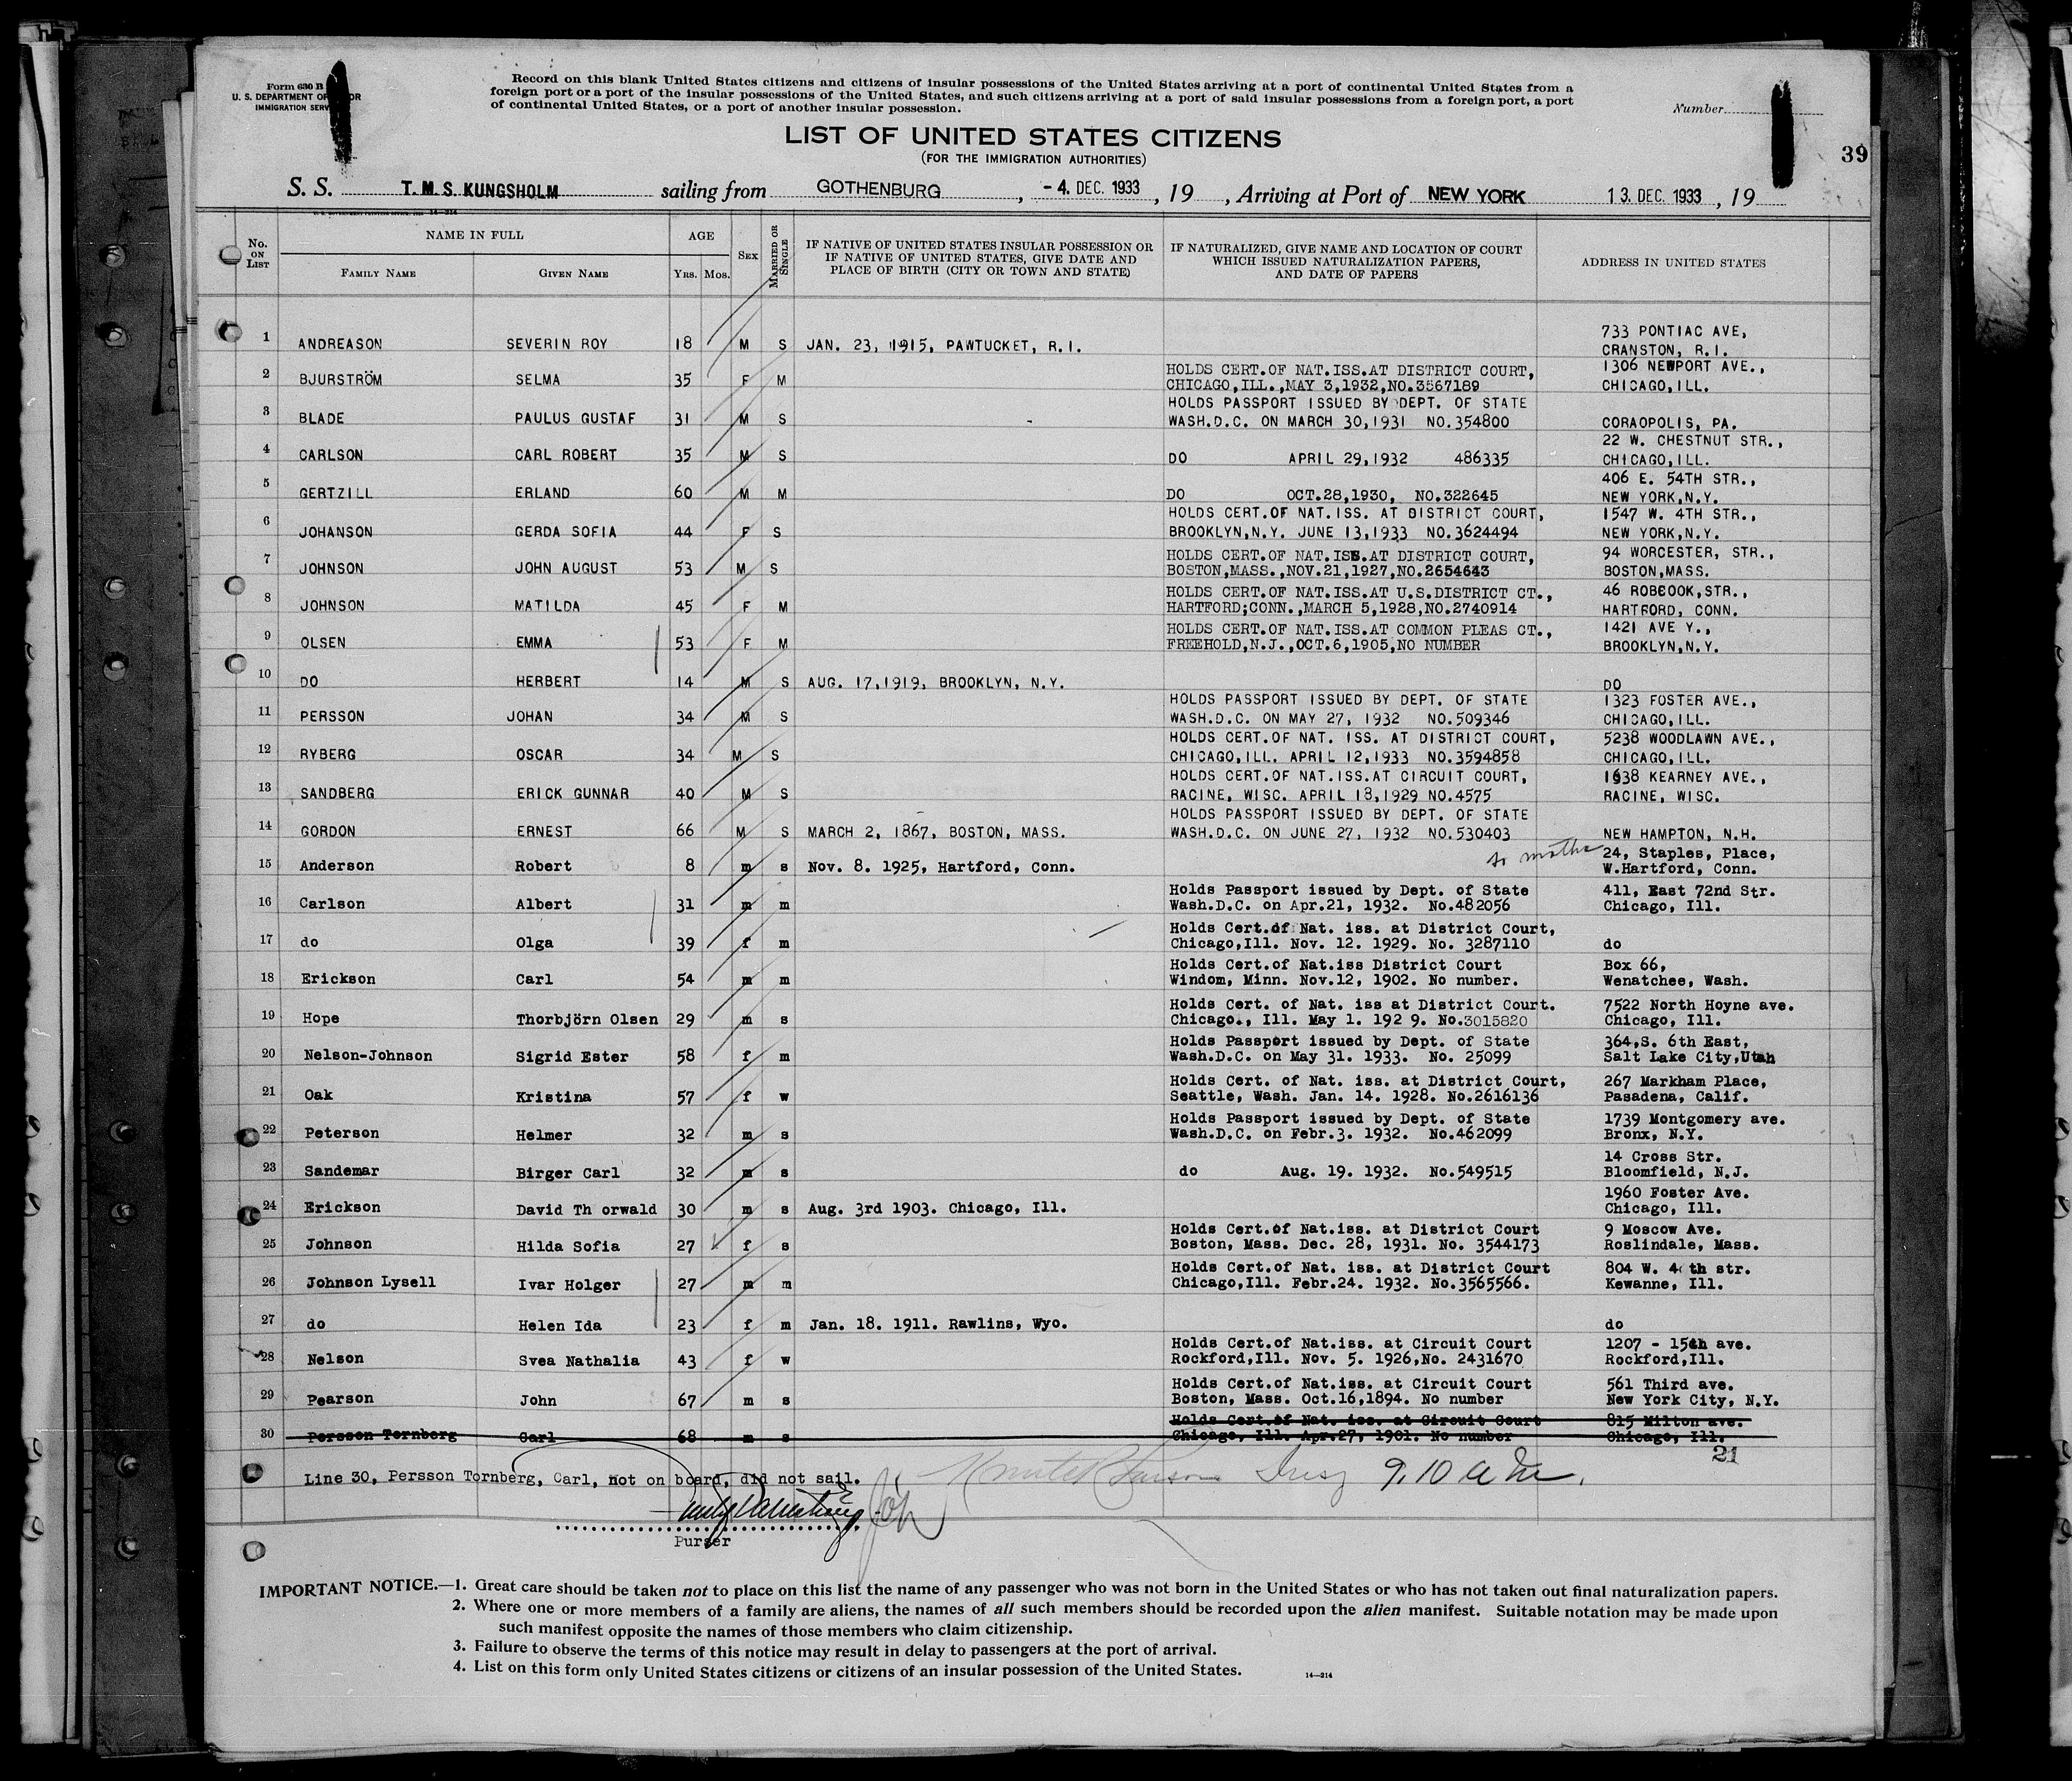 Form 630 B
U. S. DEPARTMENT OF
IMMIGRATION
Record on this blank United States citizens and citizens of insular possessions of the United States arriving at a port of continental United States from a
foreign port or a port of the insular possessions of the United States, and such citizens arriving at a port of said insular possessions from a foreign port, a port
of continental United States, or a port of another insular possession.
Number
LIST OF UNITED STATES CITIZENS
(FOR THE IMMIGRATION AUTHORITIES)
39
S. S. T.M.S. KUNGSHOLM sailing from GOTHENBURG, - 4. DEC. 1933, 19 , Arriving at Port of NEW YORK 13. DEC. 1933, 19
No. ON LIST
NAME IN FULL
FAMILY NAME GIVEN NAME
AGE
YRS. MOS.
SEX
MARRIED OR SINGLE
IF NATIVE OF UNITED STATES INSULAR POSSESSION OR
IF NATIVE OF UNITED STATES, GIVE DATE AND
PLACE OF BIRTH (CITY OR TOWN AND STATE)
IF NATURALIZED, GIVE NAME AND LOCATION OF COURT
WHICH ISSUED NATURALIZATION PAPERS,
AND DATE OF PAPERS
ADDRESS IN UNITED STATES
733 PONTIAC AVE,
1 ANDREASON SEVERIN ROY 18 M S JAN. 23, 1915, PAWTUCKET, R.I. CRANSTON, R.I.
HOLDS CERT.OF NAT.ISS.AT DISTRICT COURT, 1306 NEWPORT AVE.,
2 BJURSTRÖM SELMA 35 F M CHICAGO,ILL.,MAY 3,1932,NO.3567189 CHICAGO,ILL.
HOLDS PASSPORT ISSUED BY DEPT. OF STATE
3 BLADE PAULUS GUSTAF 31 M S WASH.D.C. ON MARCH 30,1931 NO.354800 CORAOPOLIS, PA.
22 W. CHESTNUT STR.,
4 CARLSON CARL ROBERT 35 M S DO APRIL 29,1932 486335 CHICAGO,ILL.
406 E. 54TH STR.,
5 GERTZILL ERLAND 60 M M DO OCT.28,1930, NO.322645 NEW YORK,N.Y.
HOLDS CERT.OF NAT.ISS. AT DISTRICT COURT, 1547 W. 4TH STR.,
6 JOHANSON GERDA SOFIA 44 F S BROOKLYN,N.Y. JUNE 13,1933 NO.3624494 NEW YORK,N.Y.
HOLDS CERT.OF NAT.ISS.AT DISTRICT COURT, 94 WORCESTER, STR.,
7 JOHNSON JOHN AUGUST 53 M S BOSTON,MASS.,NOV.21,1927,NO.2654643 BOSTON,MASS.
HOLDS CERT.OF NAT.ISS.AT U.S.DISTRICT CT., 46 ROBCOOK,STR.,
8 JOHNSON MATILDA 45 F M HARTFORD;CONN.,MARCH 5,1928,NO.2740914 HARTFORD, CONN.
HOLDS CERT.OF NAT.ISS.AT COMMON PLEAS CT., 1421 AVE Y.,
9 OLSEN EMMA 53 F M FREEHOLD,N.J.,OCT.6,1905,NO NUMBER BROOKLYN,N.Y.
10 DO HERBERT 14 M S AUG. 17,1919, BROOKLYN, N.Y. DO
HOLDS PASSPORT ISSUED BY DEPT. OF STATE 1323 FOSTER AVE.,
11 PERSSON JOHAN 34 M S WASH.D.C. ON MAY 27, 1932 NO.509346 CHICAGO,ILL.
HOLDS CERT.OF NAT. ISS. AT DISTRICT COURT, 5238 WOODLAWN AVE.,
12 RYBERG OSCAR 34 M S CHICAGO,ILL. APRIL 12,1933 NO.3594858 CHICAGO,ILL.
HOLDS CERT.OF NAT.ISS.AT CIRCUIT COURT, 1638 KEARNEY AVE.,
13 SANDBERG ERICK GUNNAR 40 M S RACINE, WISC. APRIL 18,1929 NO.4575 RACINE, WISC.
HOLDS PASSPORT ISSUED BY DEPT. OF STATE
14 GORDON ERNEST 66 M S MARCH 2, 1867, BOSTON, MASS. WASH.D.C. ON JUNE 27, 1932 NO.530403 NEW HAMPTON, N.H.
to mother 24, Staples, Place,
15 Anderson Robert 8 m s Nov. 8. 1925, Hartford, Conn. W.Hartford, Conn.
Holds Passport issued by Dept. of State 411, East 72nd Str.
16 Carlson Albert 31 m m Wash.D.C. on Apr.21, 1932. No.482056 Chicago, Ill.
Holds Cert.of Nat. iss. at District Court,
17 do Olga 39 f m Chicago,Ill. Nov. 12. 1929. No. 3287110 do
Holds Cert.of Nat.iss District Court Box 66,
18 Erickson Carl 54 m m Windom, Minn. Nov.12, 1902. No number. Wenatchee, Wash.
Holds Cert. of Nat. iss at District Court. 7522 North Hoyne ave.
19 Hope Thorbjörn Olsen 29 m s Chicago., Ill. May 1. 192 9. No.3015820 Chicago, Ill.
Holds Passport issued by Dept. of State 364,S. 6th East,
20 Nelson-Johnson Sigrid Ester 58 f m Wash.D.C. on May 31. 1933. No. 25099 Salt Lake City,Utah
Holds Cert. of Nat. iss. at District Court, 267 Markham Place,
21 Oak Kristina 57 f w Seattle, Wash. Jan. 14. 1928. No.2616136 Pasadena, Calif.
Holds Passport issued by Dept. of State 1739 Montgomery ave.
22 Peterson Helmer 32 m s Wash.D.C. on Febr.3. 1932. No.462099 Bronx, N.Y.
14 Cross Str.
23 Sandemar Birger Carl 32 m s do Aug. 19. 1932. No.549515 Bloomfield, N.J.
1960 Foster Ave.
24 Erickson David Th orwald 30 m s Aug. 3rd 1903. Chicago, Ill. Chicago, Ill.
Holds Cert.of Nat.iss. at District Court 9 Moscow Ave.
25 Johnson Hilda Sofia 27 f s Boston, Mass. Dec. 28, 1931. No. 3544173 Roslindale, Mass.
Holds Cert.of Nat. iss. at District Court 804 W. 4 th str.
26 Johnson Lysell Ivar Holger 27 m m Chicago,Ill. Febr.24. 1932. No.3565566. Kewanne, Ill.
27 do Helen Ida 23 f m Jan. 18. 1911. Rawlins, Wyo. do
Holds Cert.of Nat.iss. at Circuit Court 1207 - 15th ave.
28 Nelson Svea Nathalia 43 f w Rockford,Ill. Nov. 5. 1926,No. 2431670 Rockford,Ill.
Holds Cert.of Nat.iss. at Circuit Court 561 Third ave.
29 Pearson John 67 m s Boston, Mass. Oct.16,1894. No number New York City, N.Y.
Holds Cert.of Nat. iss. at Circuit Court 815 Milton ave.
30 Persson Tornberg Carl 68 m s Chicago, Ill. Apr.27, 1901. No number Chicago, Ill.
21
Line 30, Persson Tornberg, Carl, not on board, did not sail.
Insp 9.10 a m.
Purser
IMPORTANT NOTICE.—1. Great care should be taken not to place on this list the name of any passenger who was not born in the United States or who has not taken out final naturalization papers.
2. Where one or more members of a family are aliens, the names of all such members should be recorded upon the alien manifest. Suitable notation may be made upon
such manifest opposite the names of those members who claim citizenship.
3. Failure to observe the terms of this notice may result in delay to passengers at the port of arrival.
4. List on this form only United States citizens or citizens of an insular possession of the United States.
14—214